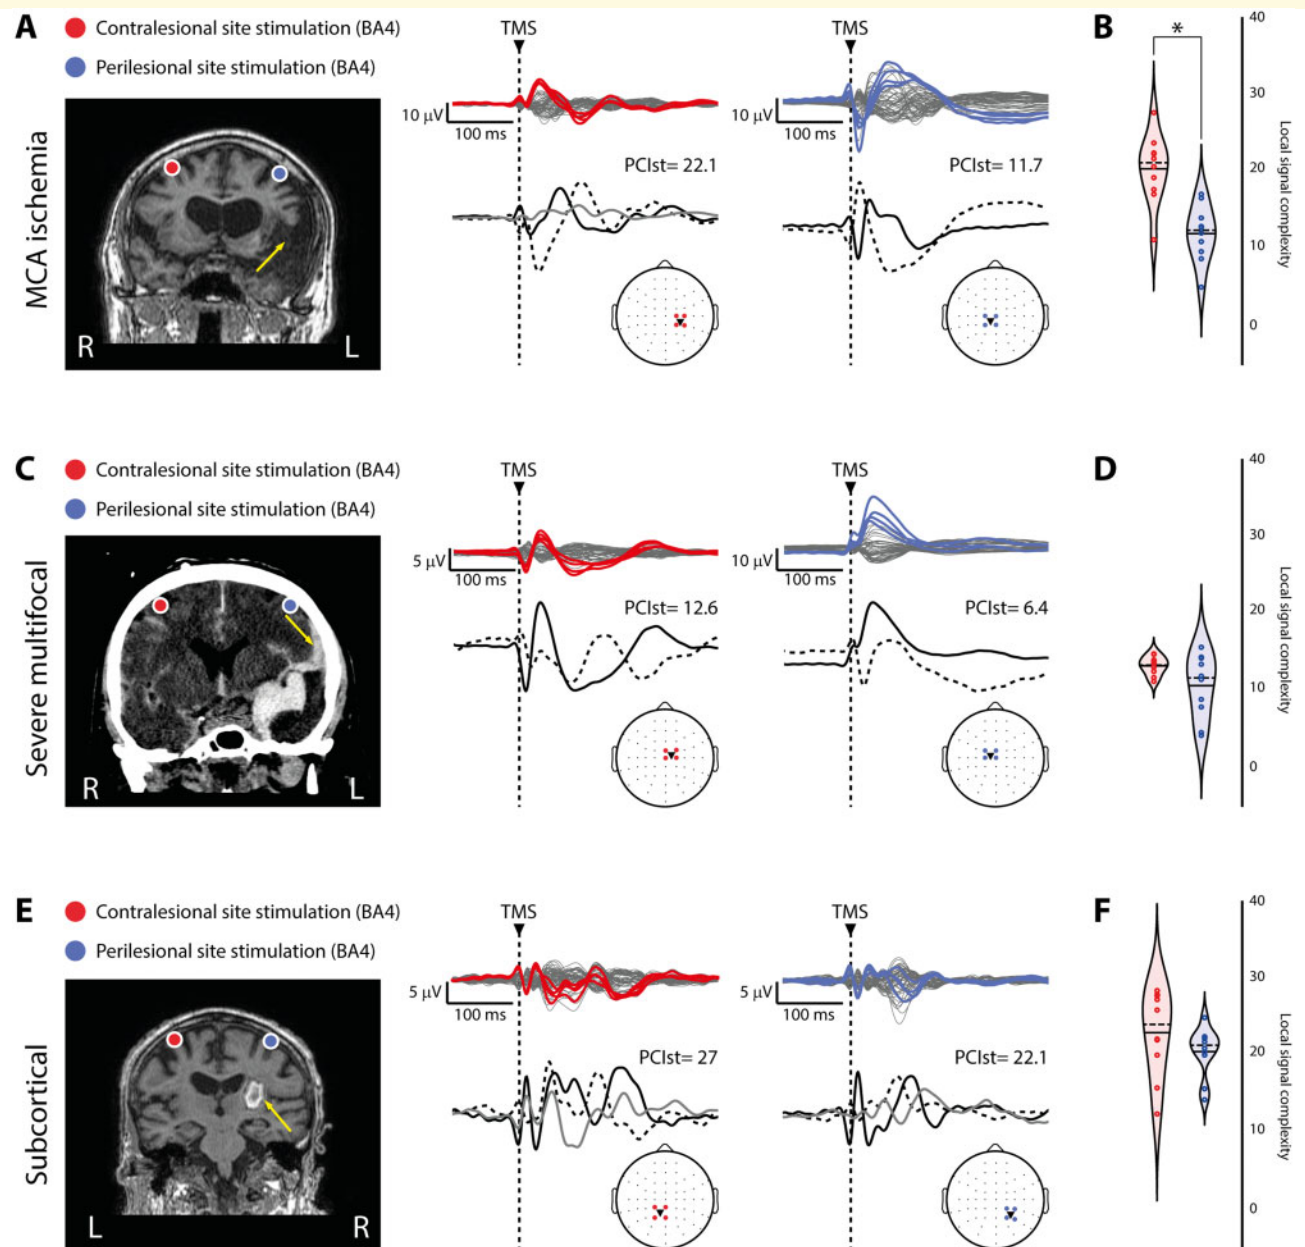 A
Contralesional site stimulation (BA4)
Perilesional site stimulation (BA4)
MCA ischemia
R
L
TMS
10 µV
100 ms
PCIst= 22.1
TMS
10 µV
100 ms
PCIst= 11.7
B
*
40
30
20
10
0
Local signal complexity
C
Contralesional site stimulation (BA4)
Perilesional site stimulation (BA4)
Severe multifocal
R
L
TMS
5 µV
100 ms
PCIst= 12.6
TMS
10 µV
100 ms
PCIst= 6.4
D
40
30
20
10
0
Local signal complexity
E
Contralesional site stimulation (BA4)
Perilesional site stimulation (BA4)
Subcortical
L
R
TMS
5 µV
100 ms
PCIst= 27
TMS
5 µV
100 ms
PCIst= 22.1
F
40
30
20
10
0
Local signal complexity